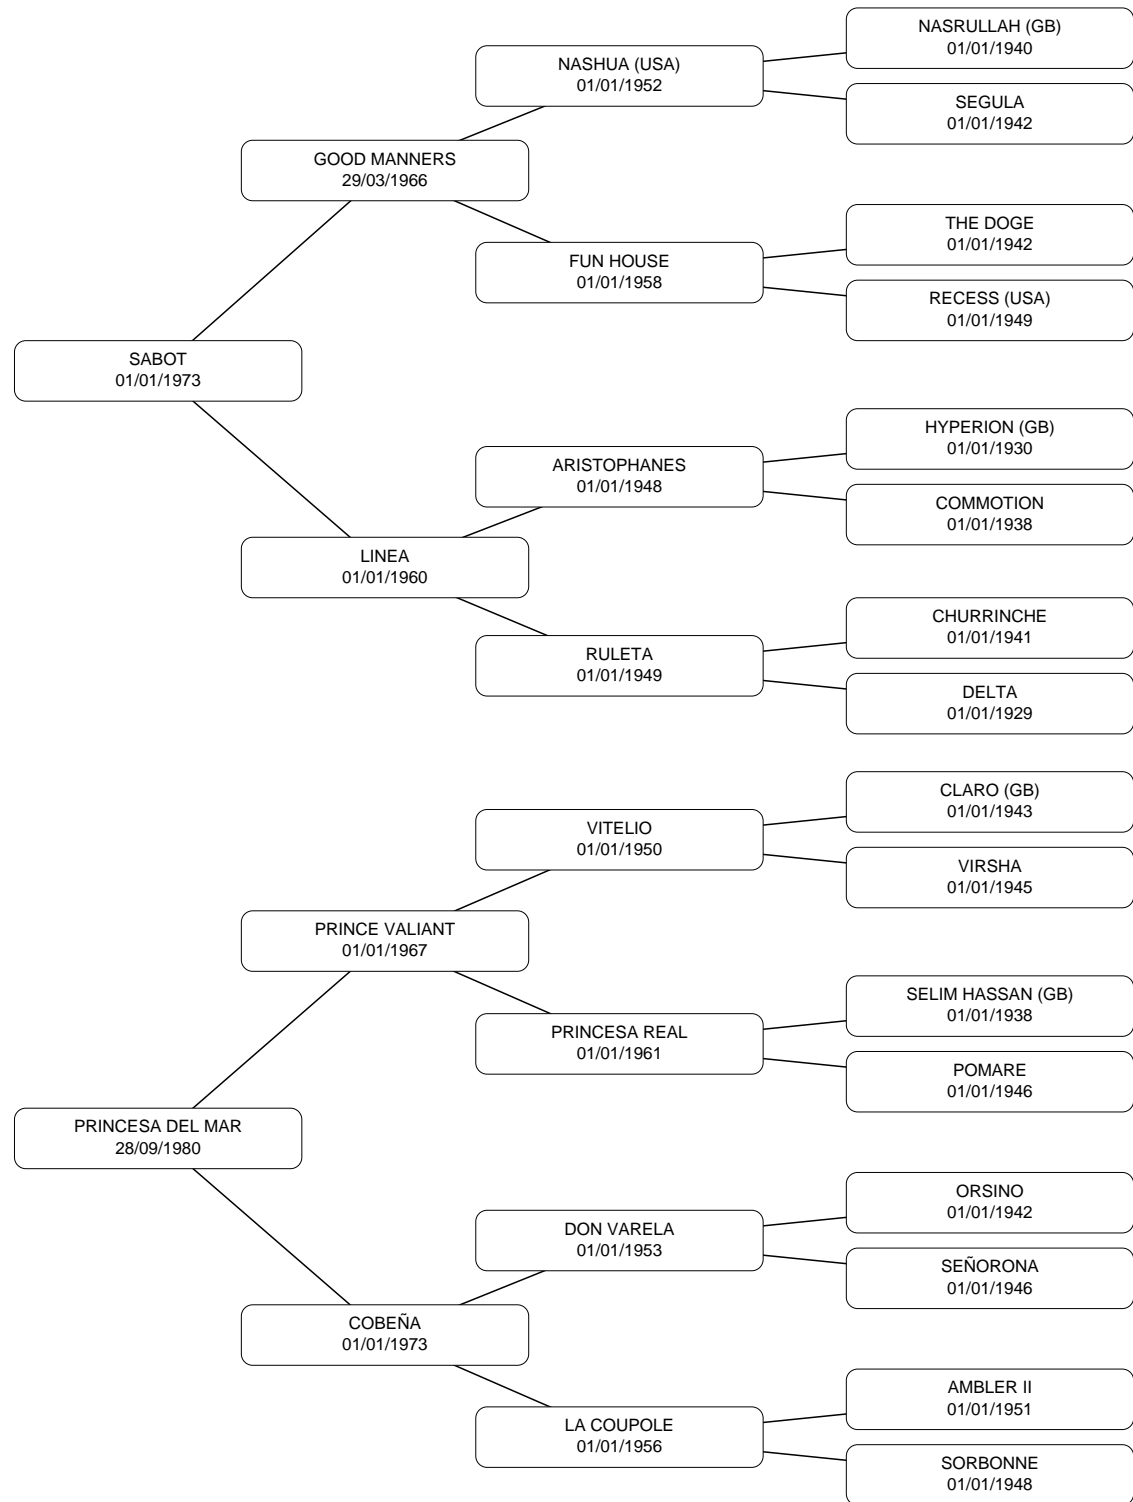 NASRULLAH (GB)
01/01/1940
NASHUA (USA)
01/01/1952
SEGULA
01/01/1942
GOOD MANNERS
29/03/1966
THE DOGE
01/01/1942
FUN HOUSE
01/01/1958
RECESS (USA)
01/01/1949
SABOT
01/01/1973
HYPERION (GB)
01/01/1930
ARISTOPHANES
01/01/1948
COMMOTION
01/01/1938
LINEA
01/01/1960
CHURRINCHE
01/01/1941
RULETA
01/01/1949
DELTA
01/01/1929
CLARO (GB)
01/01/1943
VITELIO
01/01/1950
VIRSHA
01/01/1945
PRINCE VALIANT
01/01/1967
SELIM HASSAN (GB)
01/01/1938
PRINCESA REAL
01/01/1961
POMARE
01/01/1946
PRINCESA DEL MAR
28/09/1980
ORSINO
01/01/1942
DON VARELA
01/01/1953
SEÑORONA
01/01/1946
COBEÑA
01/01/1973
AMBLER II
01/01/1951
LA COUPOLE
01/01/1956
SORBONNE
01/01/1948